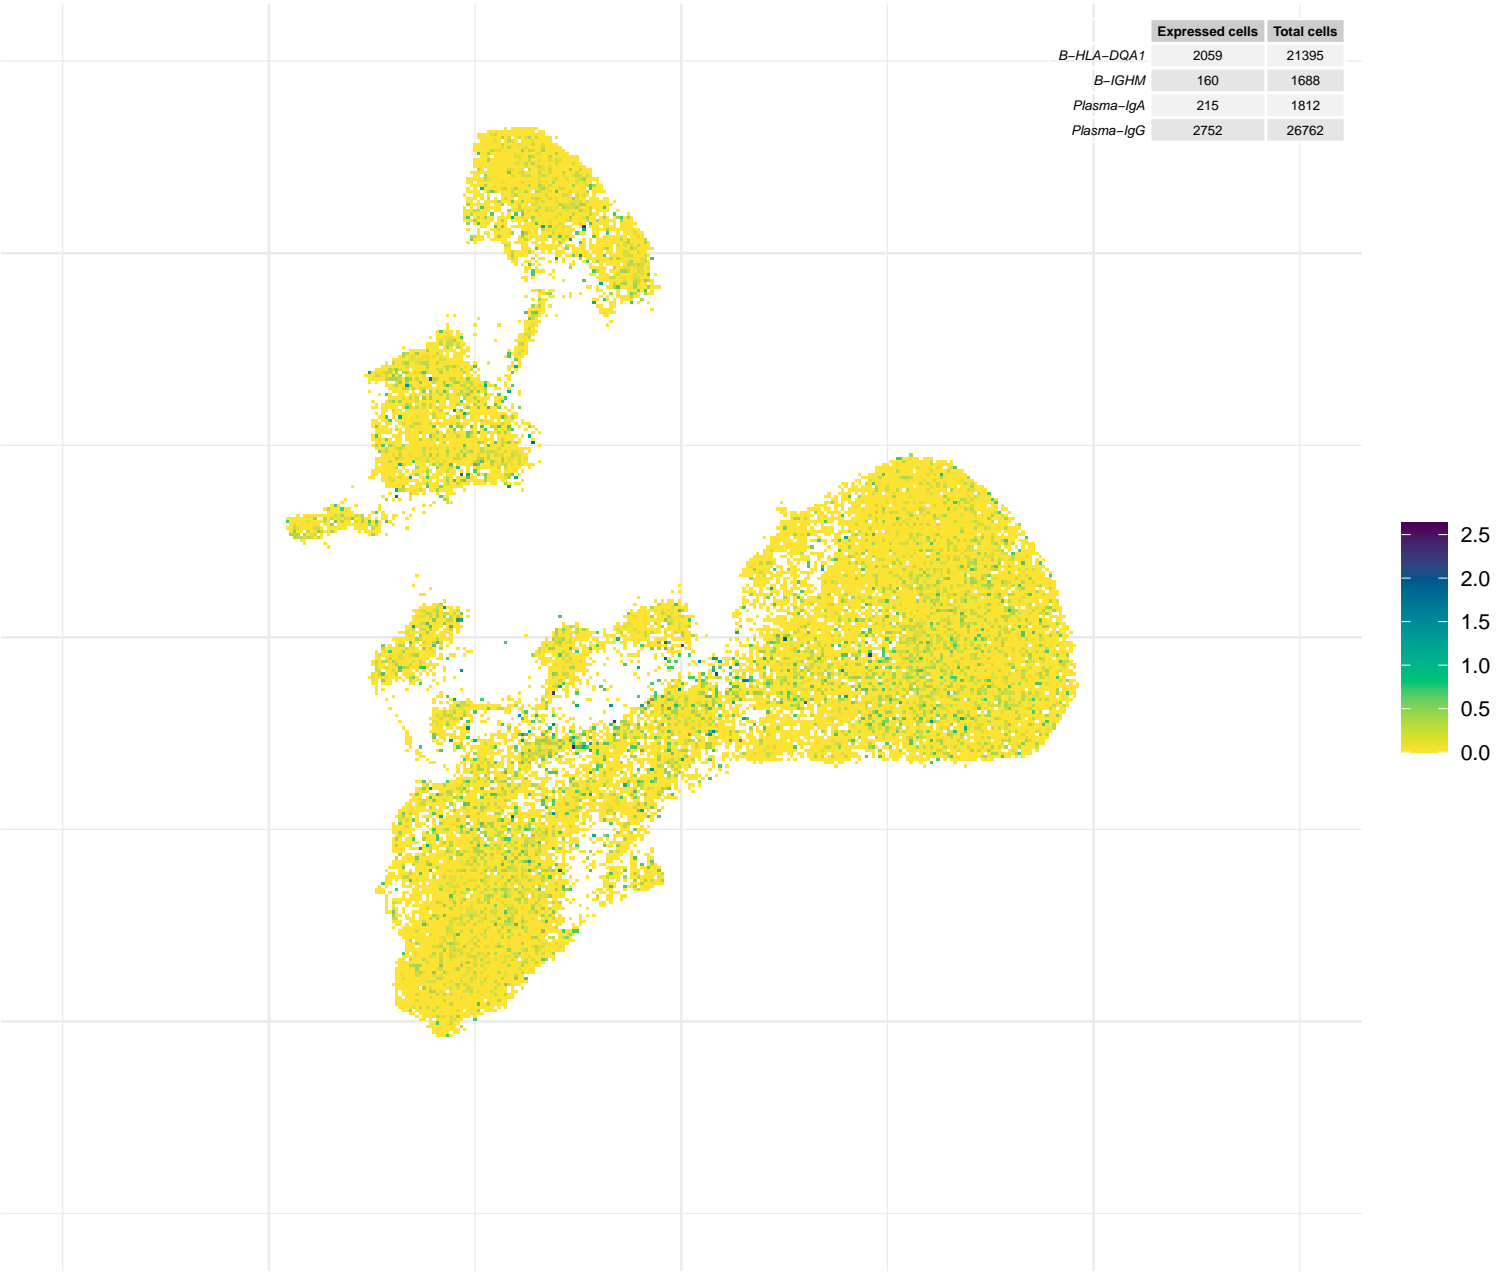 Expressed cells Total cells
B−HLA−DQA1 2059 21395
B−IGHM 160 1688
Plasma−IgA 215 1812
Plasma−IgG 2752 26762
2.5
2.0
1.5
1.0
0.5
0.0